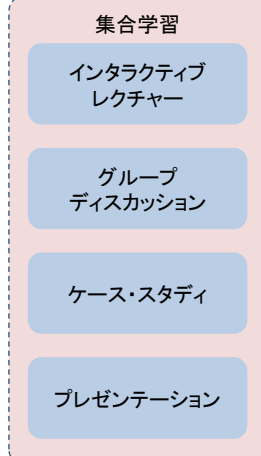 集合学習
インタラクティブ
レクチャー
グループ
ディスカッション
ケース・スタディ
プレゼンテーション